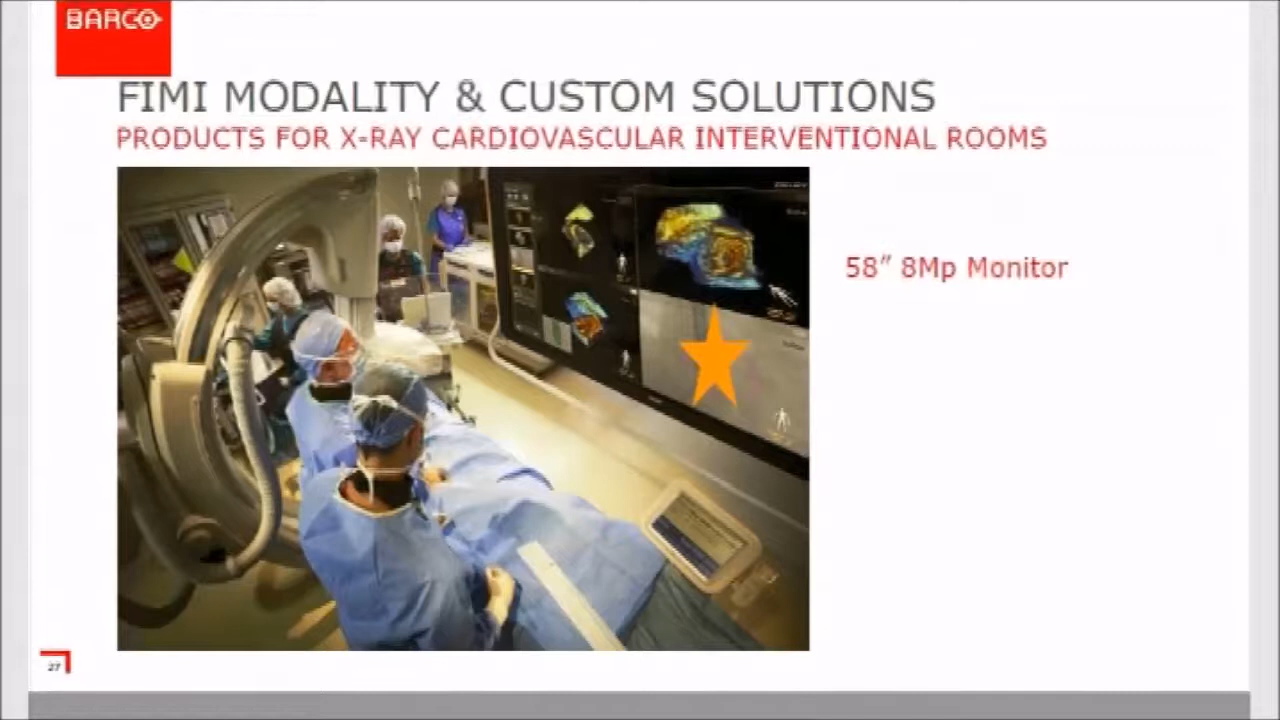 BARCO
FIMI MODALITY & CUSTOM SOLUTIONS
PRODUCTS FOR X-RAY CARDIOVASCULAR INTERVENTIONAL ROOMS
58” 8Mp Monitor
27